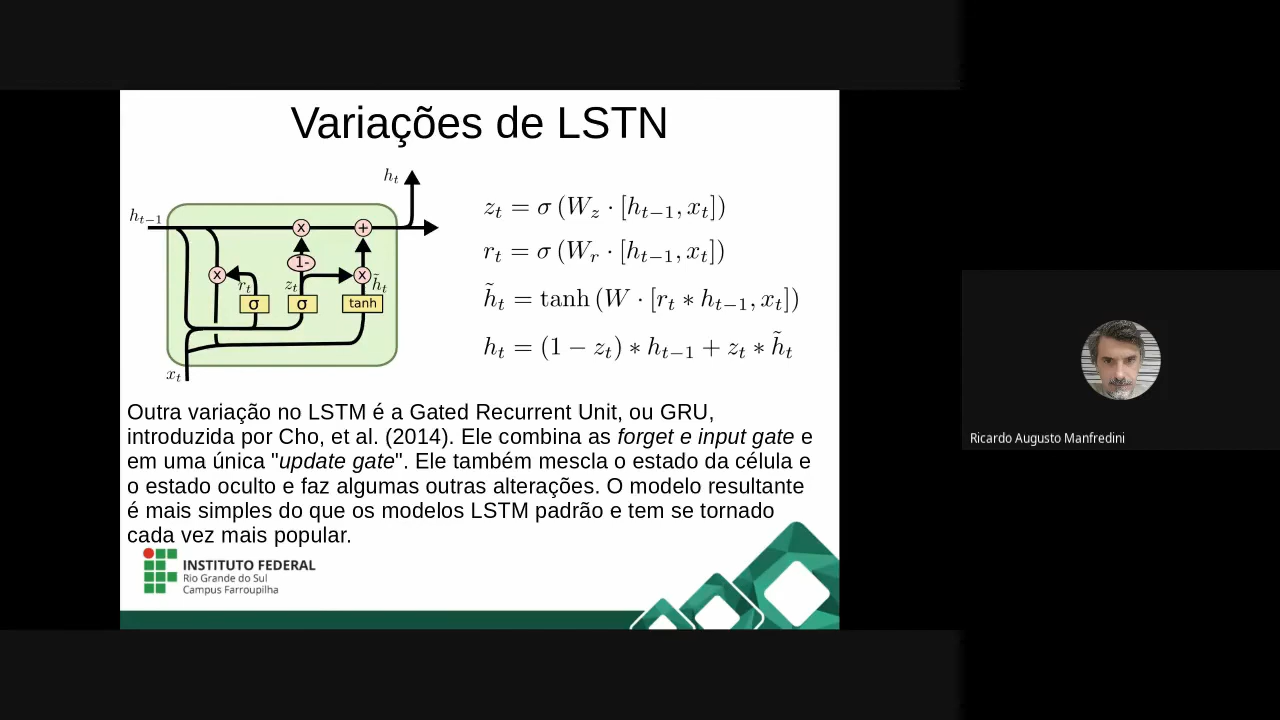 Variações de LSTN
h_t
h_{t-1}
x
+
1-
x
r_t
z_t
x
h̃_t
σ
σ
tanh
x_t
z_t = σ (W_z · [h_{t-1}, x_t])
r_t = σ (W_r · [h_{t-1}, x_t])
h̃_t = tanh (W · [r_t * h_{t-1}, x_t])
h_t = (1 − z_t) * h_{t-1} + z_t * h̃_t
Outra variação no LSTM é a Gated Recurrent Unit, ou GRU,
introduzida por Cho, et al. (2014). Ele combina as forget e input gate e
em uma única "update gate". Ele também mescla o estado da célula e
o estado oculto e faz algumas outras alterações. O modelo resultante
é mais simples do que os modelos LSTM padrão e tem se tornado
cada vez mais popular.
INSTITUTO FEDERAL
Rio Grande do Sul
Campus Farroupilha
Ricardo Augusto Manfredini